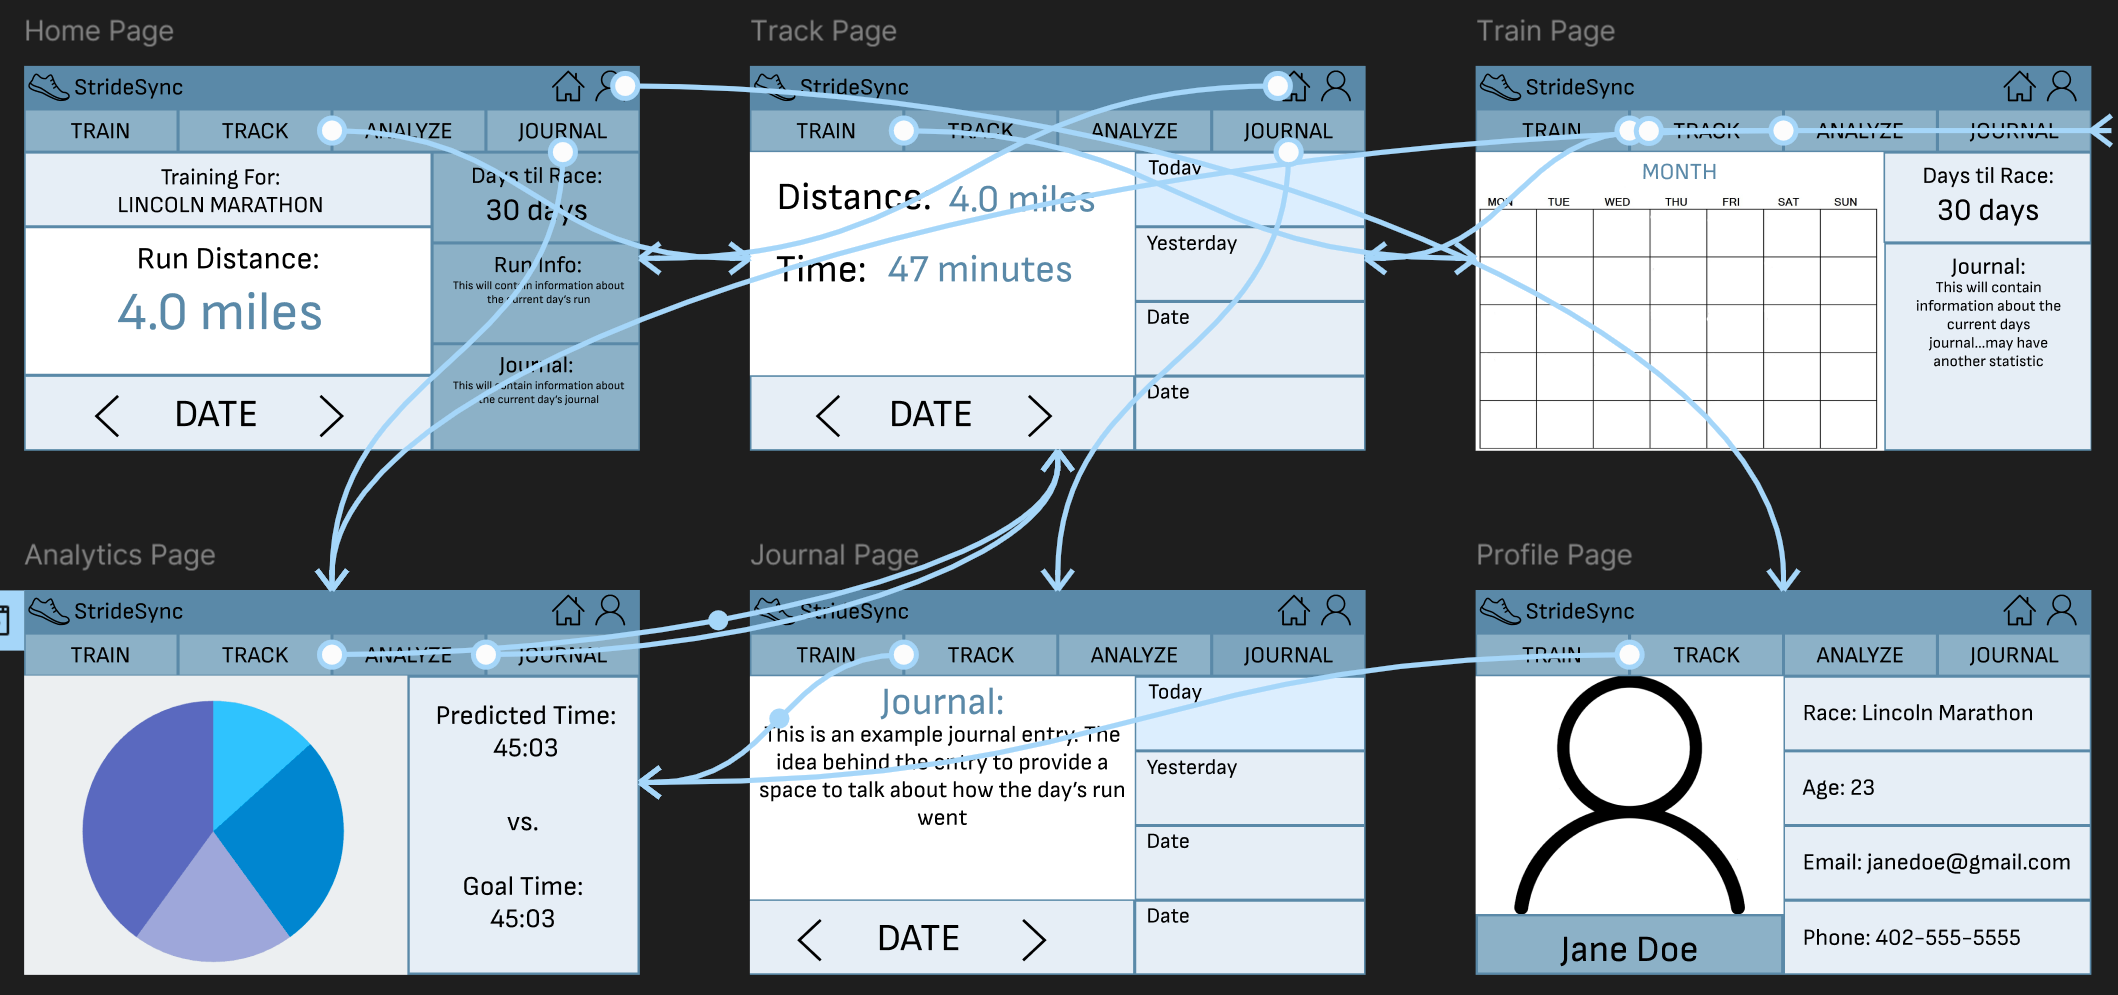 Home Page
StrideSync
TRAIN TRACK ANALYZE JOURNAL
Training For:
LINCOLN MARATHON
Run Distance:
4.0 miles
< DATE >
Days til Race:
30 days
Run Info:
This will contain information about
the current day's run
Journal:
This will contain information about
the current day's journal
Track Page
StrideSync
TRAIN TRACK ANALYZE JOURNAL
Distance: 4.0 miles
Time: 47 minutes
< DATE >
Today
Yesterday
Date
Date
Train Page
StrideSync
TRAIN TRACK ANALYZE JOURNAL
MONTH
MON TUE WED THU FRI SAT SUN
Days til Race:
30 days
Journal:
This will contain
information about the
current days
journal...may have
another statistic
Analytics Page
StrideSync
TRAIN TRACK ANALYZE JOURNAL
Predicted Time:
45:03
vs.
Goal Time:
45:03
Journal Page
StrideSync
TRAIN TRACK ANALYZE JOURNAL
Journal:
This is an example journal entry. The
idea behind the entry to provide a
space to talk about how the day's run
went
< DATE >
Today
Yesterday
Date
Date
Profile Page
StrideSync
TRAIN TRACK ANALYZE JOURNAL
Jane Doe
Race: Lincoln Marathon
Age: 23
Email: janedoe@gmail.com
Phone: 402-555-5555